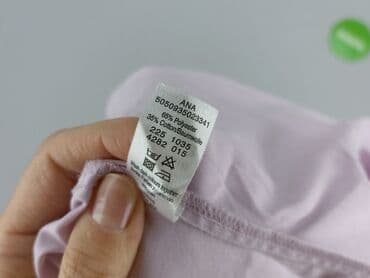 ANA
5050935023341
65% Polyester
35% Cotton/Baumwolle
225 1035
4282 015